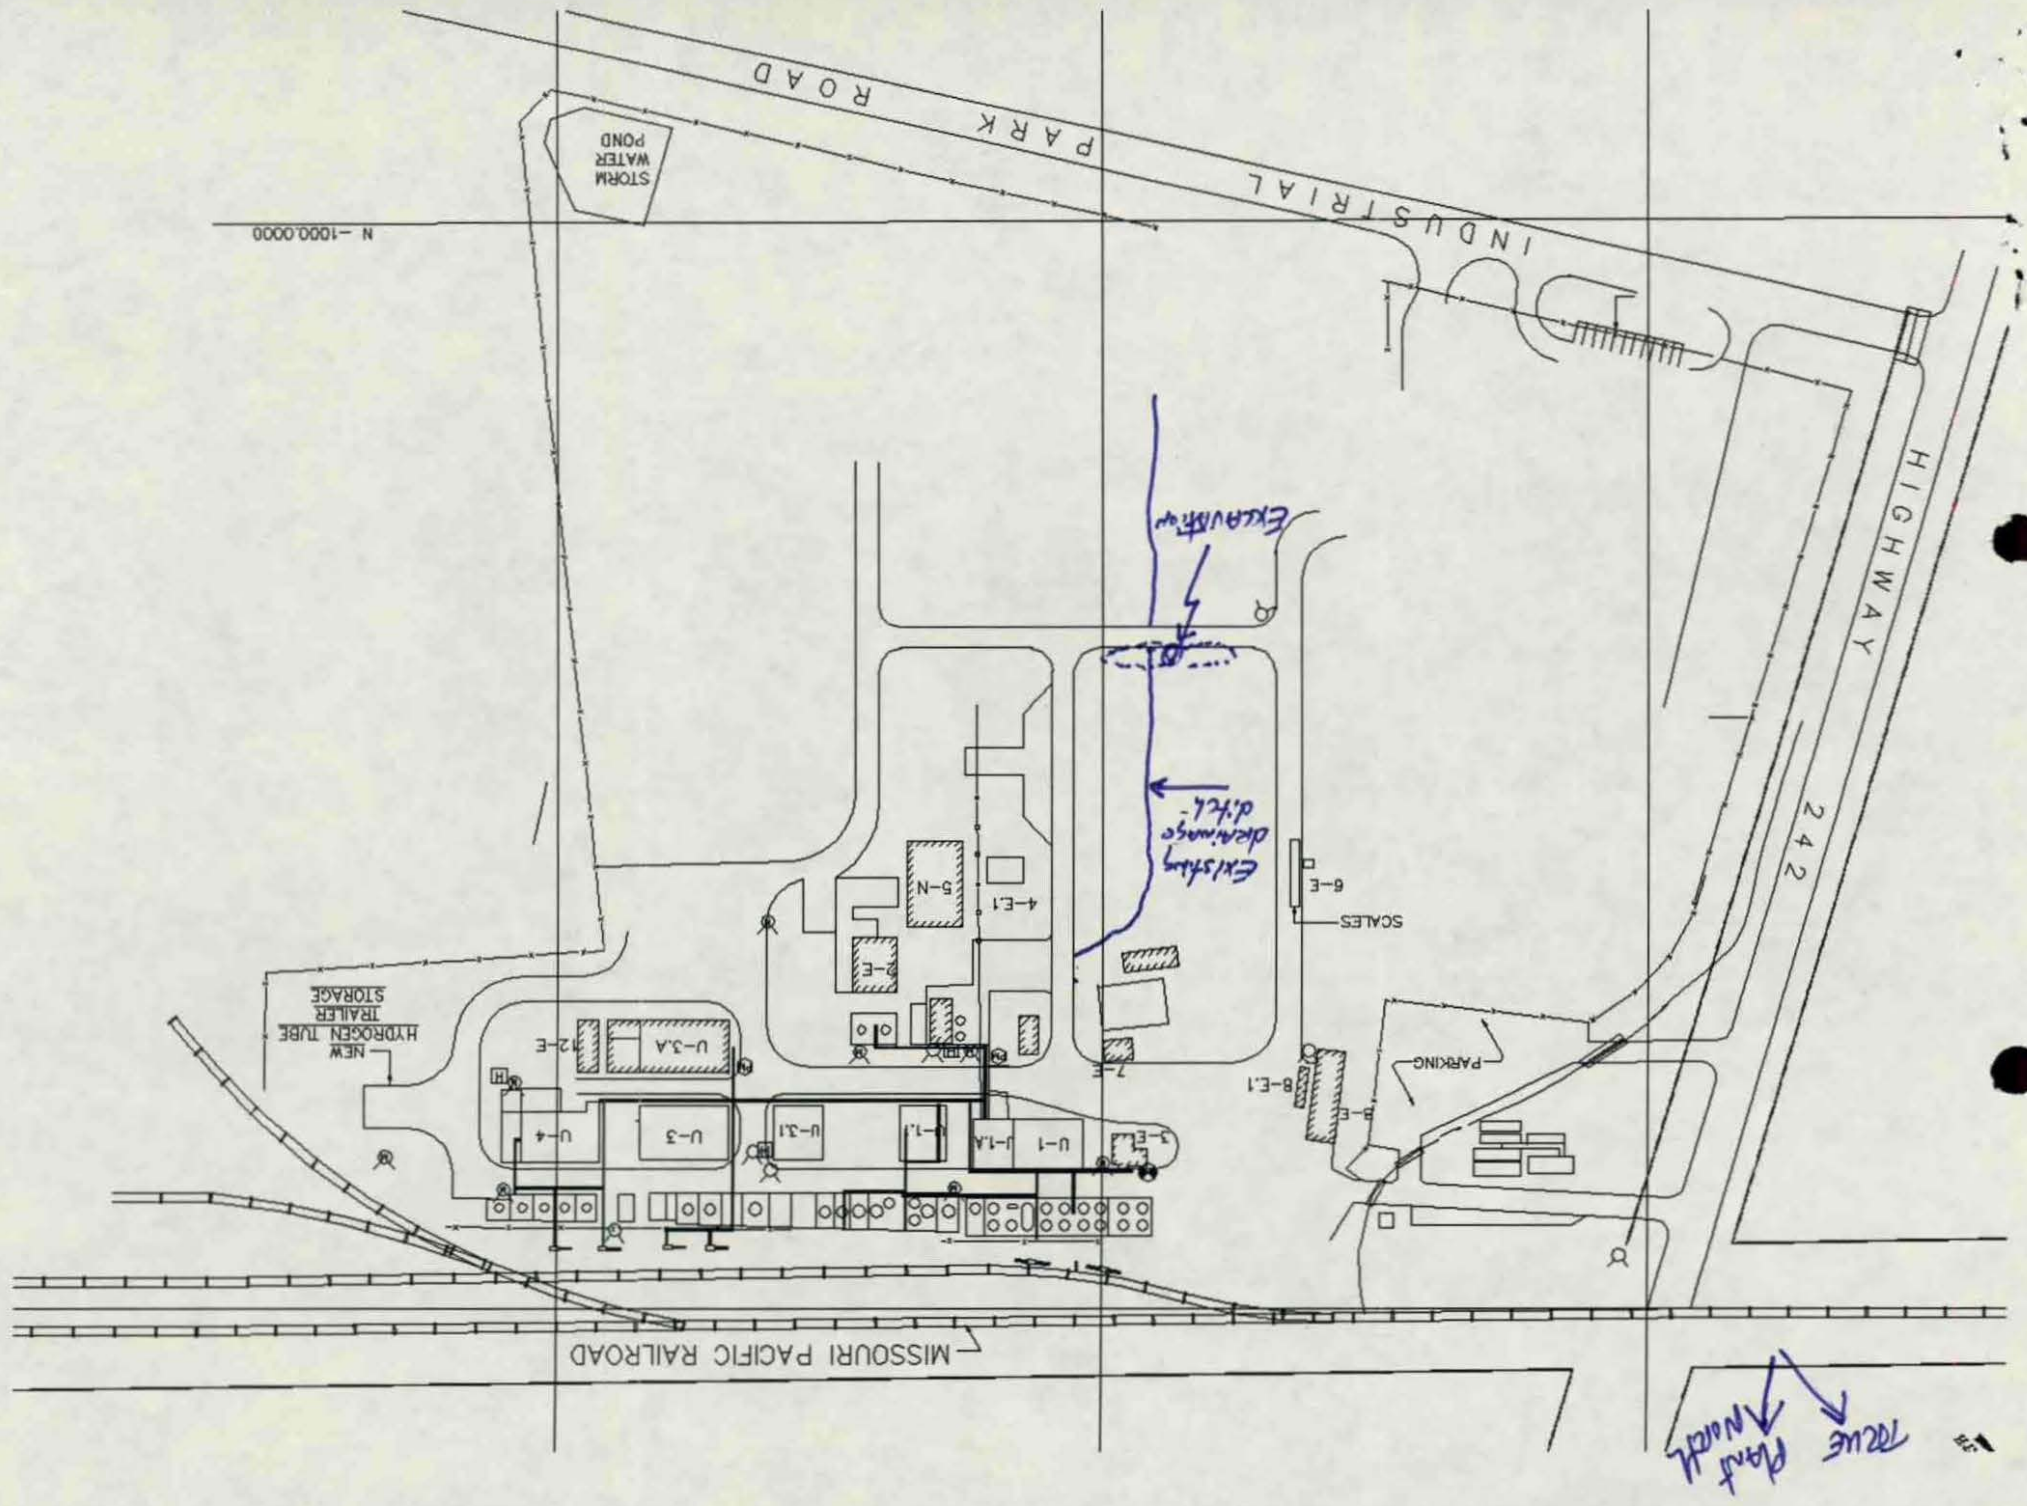 TRUE
Plant
North
MISSOURI PACIFIC RAILROAD
3-E
U-1
U-1.A
U-1.1
U-3.1
U-3
U-4
8-E
8-E.1
PARKING
7-E
U-3.A
12-E
NEW
HYDROGEN TUBE
TRAILER
STORAGE
2-E
SCALES
6-E
4-E.1
5-N
Existing
drainage
ditch
HIGHWAY 242
Excavation
N -1000.0000
INDUSTRIAL PARK ROAD
STORM
WATER
POND